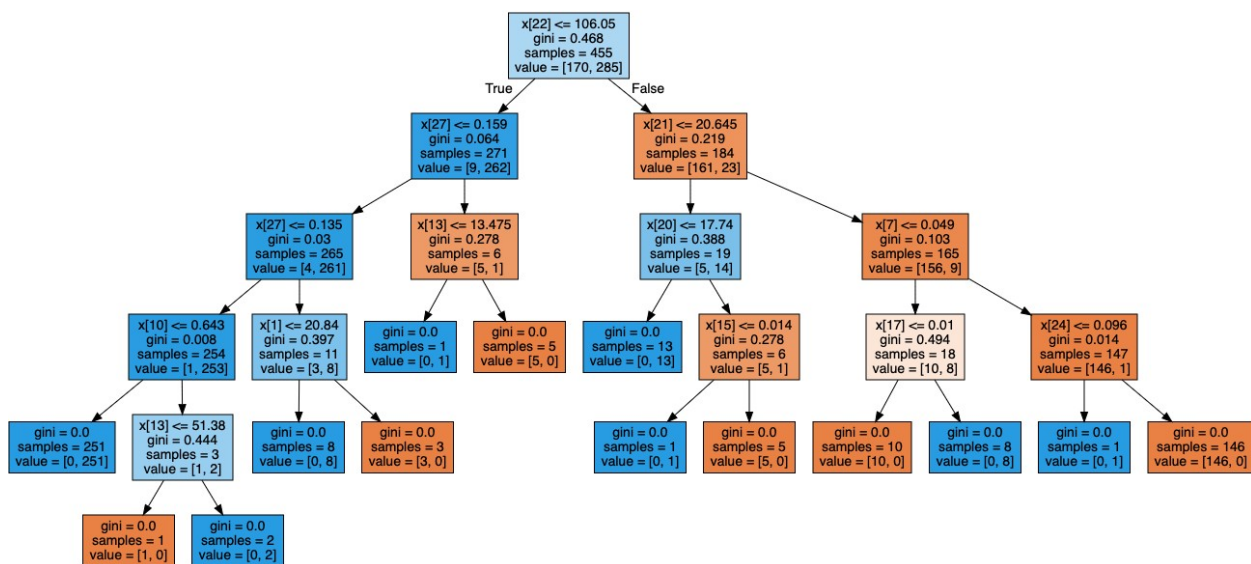 x[22] <= 106.05
gini = 0.468
samples = 455
value = [170, 285]
True
False
x[27] <= 0.159
gini = 0.064
samples = 271
value = [9, 262]
x[21] <= 20.645
gini = 0.219
samples = 184
value = [161, 23]
x[27] <= 0.135
gini = 0.03
samples = 265
value = [4, 261]
x[13] <= 13.475
gini = 0.278
samples = 6
value = [5, 1]
x[20] <= 17.74
gini = 0.388
samples = 19
value = [5, 14]
x[7] <= 0.049
gini = 0.103
samples = 165
value = [156, 9]
x[10] <= 0.643
gini = 0.008
samples = 254
value = [1, 253]
x[1] <= 20.84
gini = 0.397
samples = 11
value = [3, 8]
gini = 0.0
samples = 1
value = [0, 1]
gini = 0.0
samples = 5
value = [5, 0]
gini = 0.0
samples = 13
value = [0, 13]
x[15] <= 0.014
gini = 0.278
samples = 6
value = [5, 1]
x[17] <= 0.01
gini = 0.494
samples = 18
value = [10, 8]
x[24] <= 0.096
gini = 0.014
samples = 147
value = [146, 1]
gini = 0.0
samples = 251
value = [0, 251]
x[13] <= 51.38
gini = 0.444
samples = 3
value = [1, 2]
gini = 0.0
samples = 8
value = [0, 8]
gini = 0.0
samples = 3
value = [3, 0]
gini = 0.0
samples = 1
value = [0, 1]
gini = 0.0
samples = 5
value = [5, 0]
gini = 0.0
samples = 10
value = [10, 0]
gini = 0.0
samples = 8
value = [0, 8]
gini = 0.0
samples = 1
value = [0, 1]
gini = 0.0
samples = 146
value = [146, 0]
gini = 0.0
samples = 1
value = [1, 0]
gini = 0.0
samples = 2
value = [0, 2]